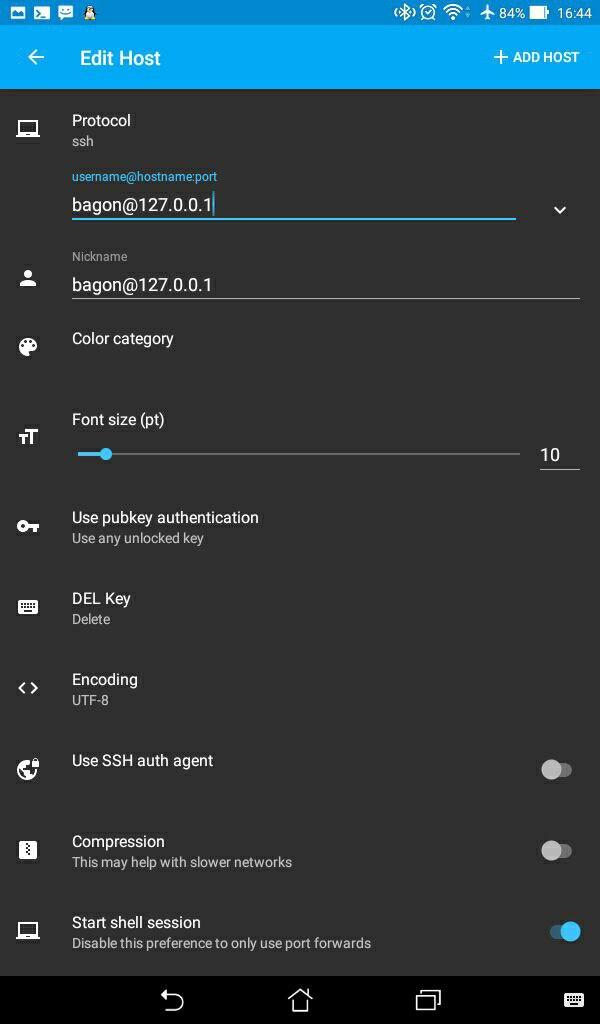 84% 16:44
Edit Host
+ ADD HOST
Protocol
ssh
username@hostname:port
bagon@127.0.0.1
Nickname
bagon@127.0.0.1
Color category
Font size (pt)
10
Use pubkey authentication
Use any unlocked key
DEL Key
Delete
Encoding
UTF-8
Use SSH auth agent
Compression
This may help with slower networks
Start shell session
Disable this preference to only use port forwards